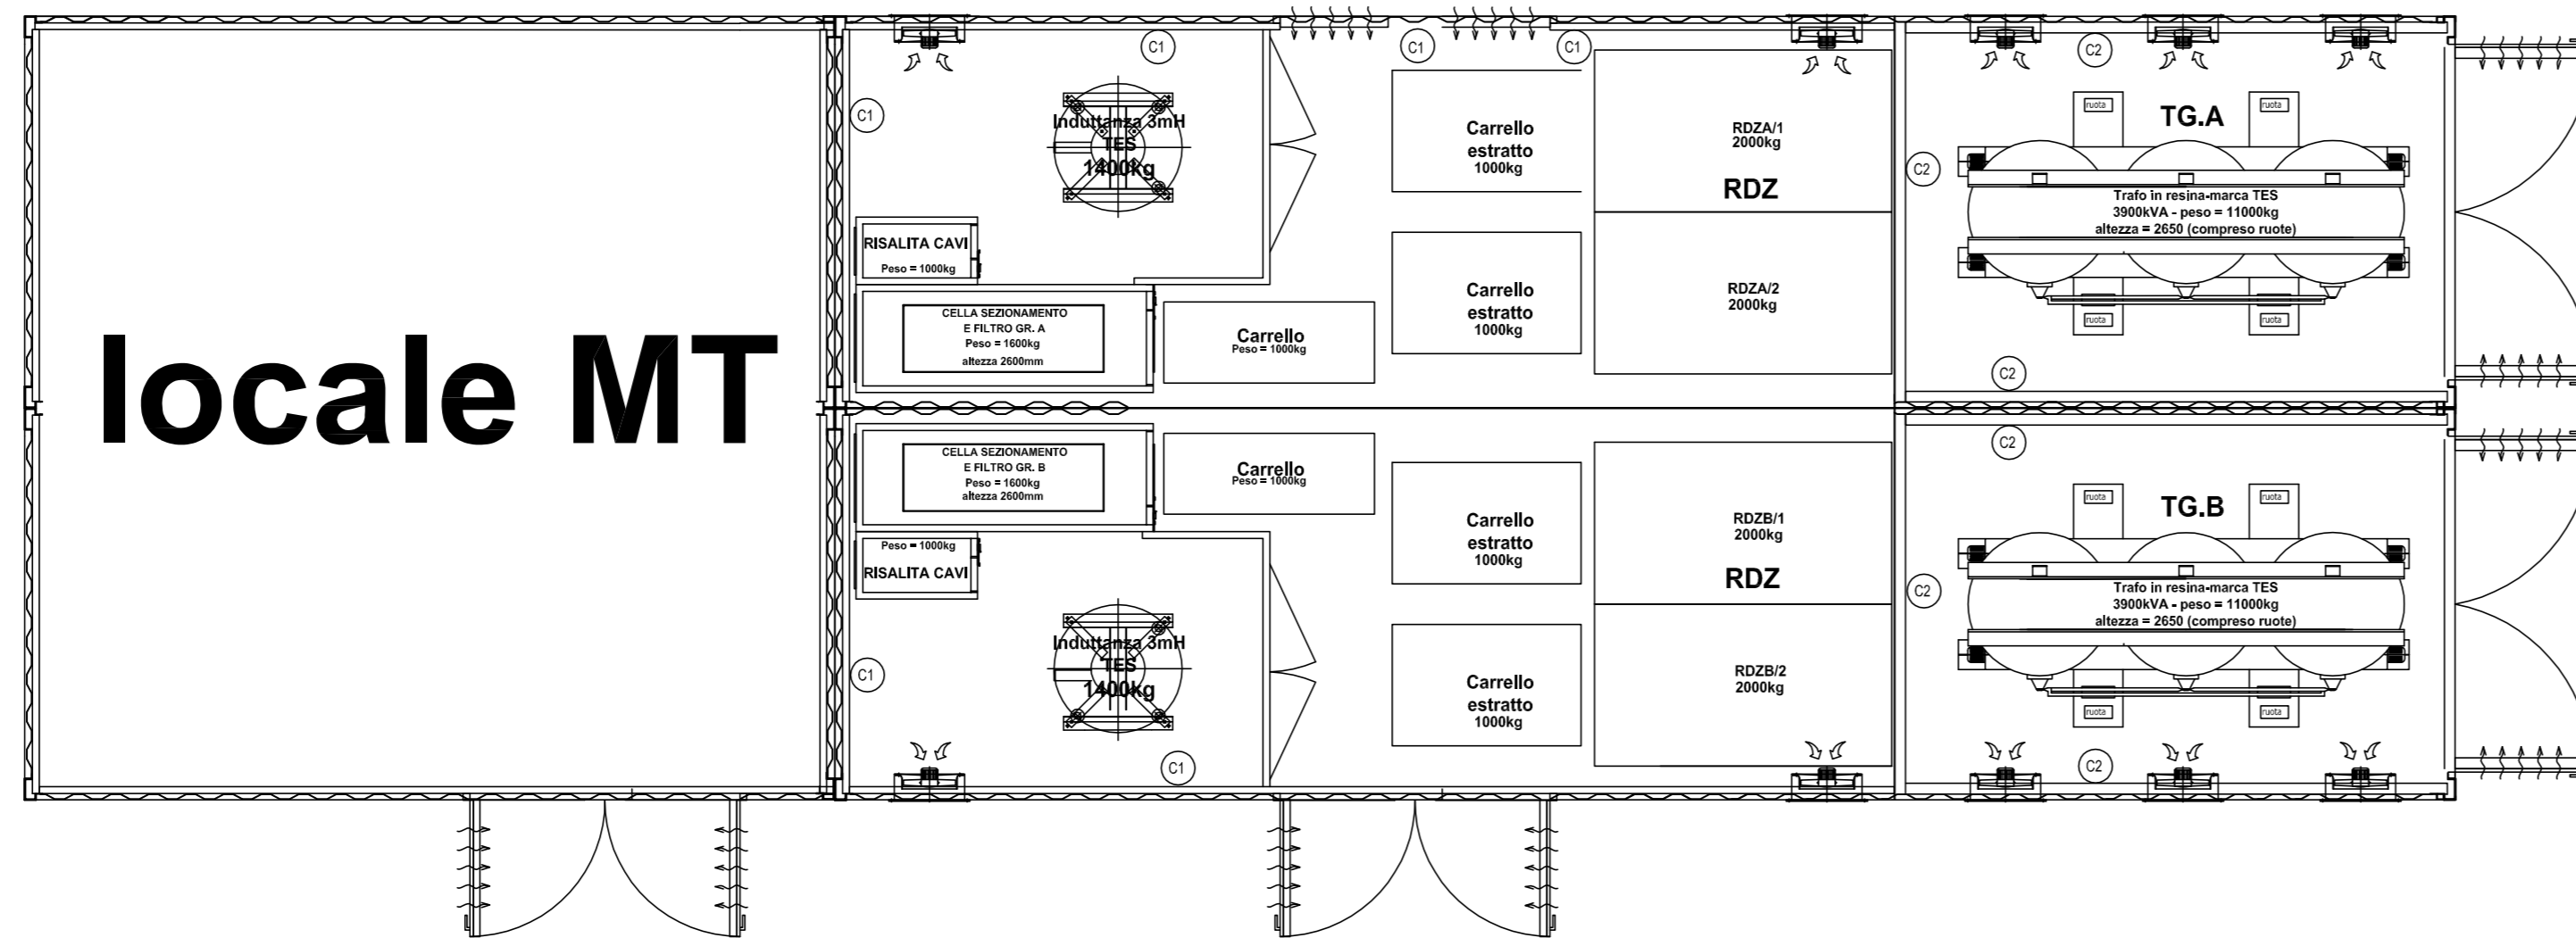 locale MT
C1
C1
C1
C1
Induttanza 3mH
TES
1400kg
RISALITA CAVI
Peso = 1000kg
CELLA SEZIONAMENTO
E FILTRO GR. A
Peso = 1600kg
altezza 2600mm
Carrello
Peso = 1000kg
Carrello
estratto
1000kg
Carrello
estratto
1000kg
RDZA/1
2000kg
RDZ
RDZA/2
2000kg
C2
C2
C2
ruota
ruota
TG.A
Trafo in resina-marca TES
3900kVA - peso = 11000kg
altezza = 2650 (compreso ruote)
ruota
ruota
CELLA SEZIONAMENTO
E FILTRO GR. B
Peso = 1600kg
altezza 2600mm
Carrello
Peso = 1000kg
Peso = 1000kg
RISALITA CAVI
Induttanza 3mH
TES
1400kg
C1
C1
Carrello
estratto
1000kg
Carrello
estratto
1000kg
RDZB/1
2000kg
RDZ
RDZB/2
2000kg
C2
C2
C2
ruota
ruota
TG.B
Trafo in resina-marca TES
3900kVA - peso = 11000kg
altezza = 2650 (compreso ruote)
ruota
ruota